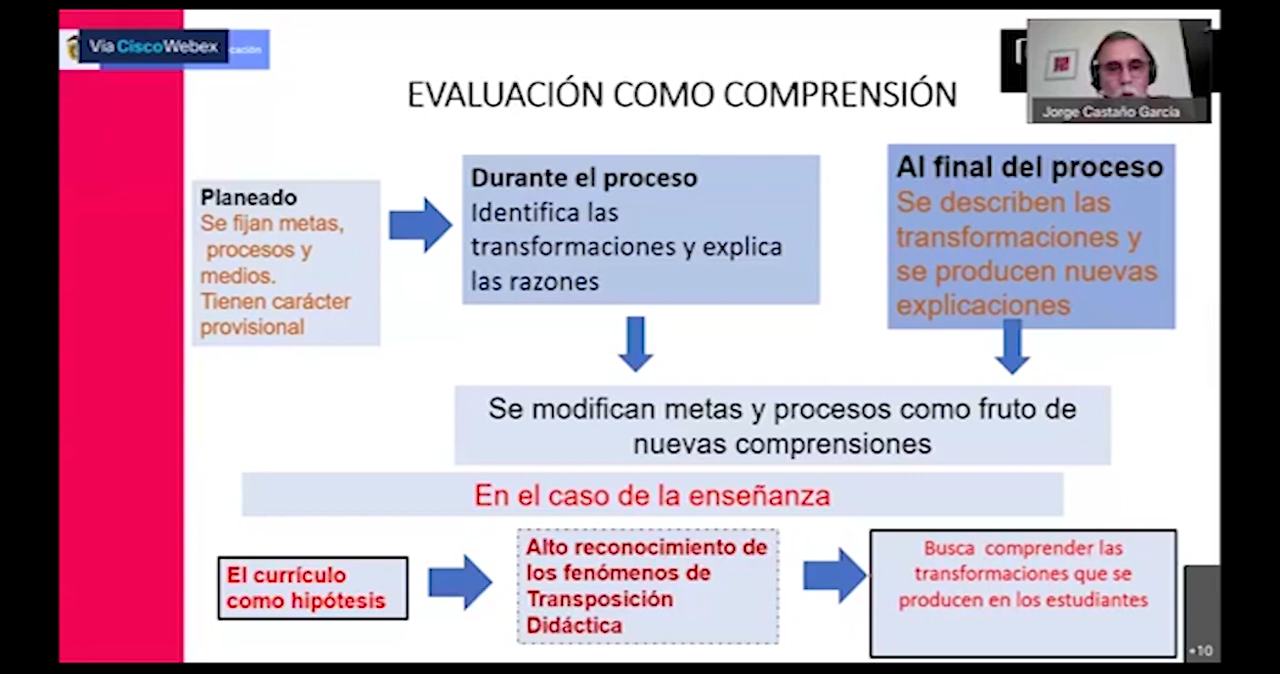 Vía CiscoWebex
cación
EVALUACIÓN COMO COMPRENSIÓN
Jorge Castaño García
Planeado
Se fijan metas,
procesos y
medios.
Tienen carácter
provisional
Durante el proceso
Identifica las
transformaciones y explica
las razones
Al final del proceso
Se describen las
transformaciones y
se producen nuevas
explicaciones
Se modifican metas y procesos como fruto de
nuevas comprensiones
En el caso de la enseñanza
El currículo
como hipótesis
Alto reconocimiento de
los fenómenos de
Transposición
Didáctica
Busca comprender las
transformaciones que se
producen en los estudiantes
+10